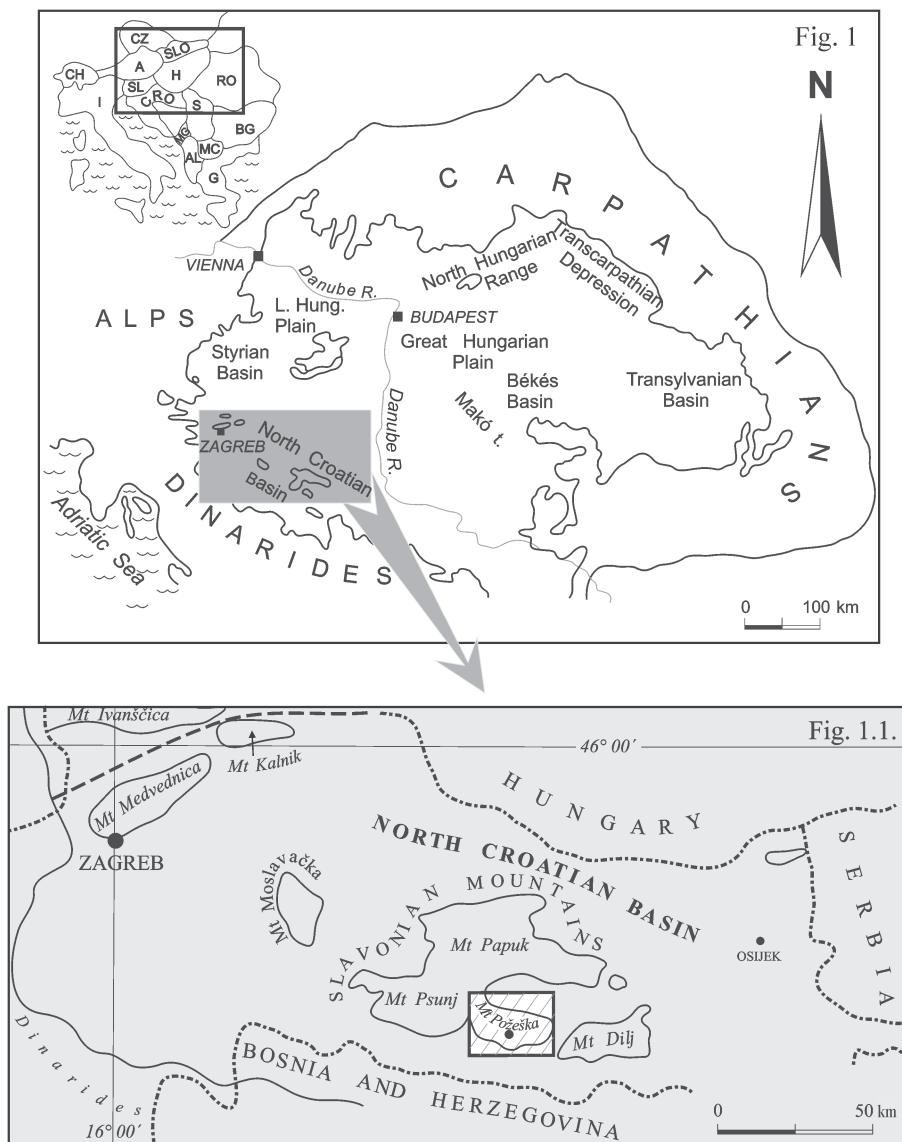 Fig. 1
CZ
SLO
CH
A
H
RO
SL
I
CRO
S
MG
BG
MC
AL
G
N
CARPATHIANS
VIENNA
Danube R.
North Hungarian
Range
Transcarpathian
Depression
ALPS
L. Hung.
Plain
BUDAPEST
Styrian
Basin
Great Hungarian
Plain
Békés
Basin
Transylvanian
Basin
Makó t.
Danube R.
ZAGREB
North Croatian
Basin
DINARIDES
Adriatic Sea
0 100 km
Fig. 1.1.
Mt Ivanščica
46° 00´
Mt Kalnik
Mt Medvednica
HUNGARY
ZAGREB
NORTH CROATIAN BASIN
SERBIA
Mt Moslavačka
SLAVONIAN MOUNTAINS
Mt Papuk
OSIJEK
Mt Psunj
Mt Požeška
Mt Dilj
Dinarides
BOSNIA AND HERZEGOVINA
16° 00´
0 50 km